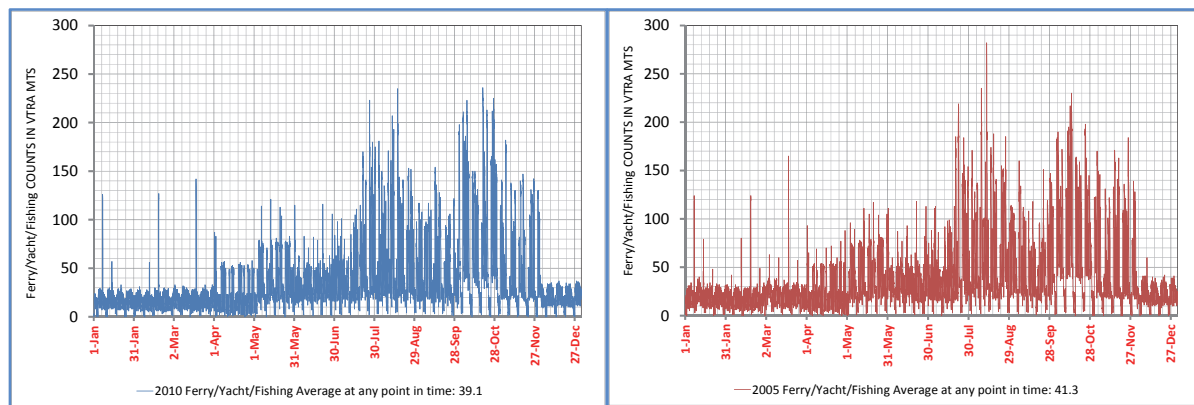 Ferry/Yacht/Fishing COUNTS IN VTRA MTS
300
250
200
150
100
50
0
1-Jan
31-Jan
2-Mar
1-Apr
1-May
31-May
30-Jun
30-Jul
29-Aug
28-Sep
28-Oct
27-Nov
27-Dec
2010 Ferry/Yacht/Fishing Average at any point in time: 39.1
Ferry/Yacht/Fishing COUNTS IN VTRA MTS
300
250
200
150
100
50
0
1-Jan
31-Jan
2-Mar
1-Apr
1-May
31-May
30-Jun
30-Jul
29-Aug
28-Sep
28-Oct
27-Nov
27-Dec
2005 Ferry/Yacht/Fishing Average at any point in time: 41.3